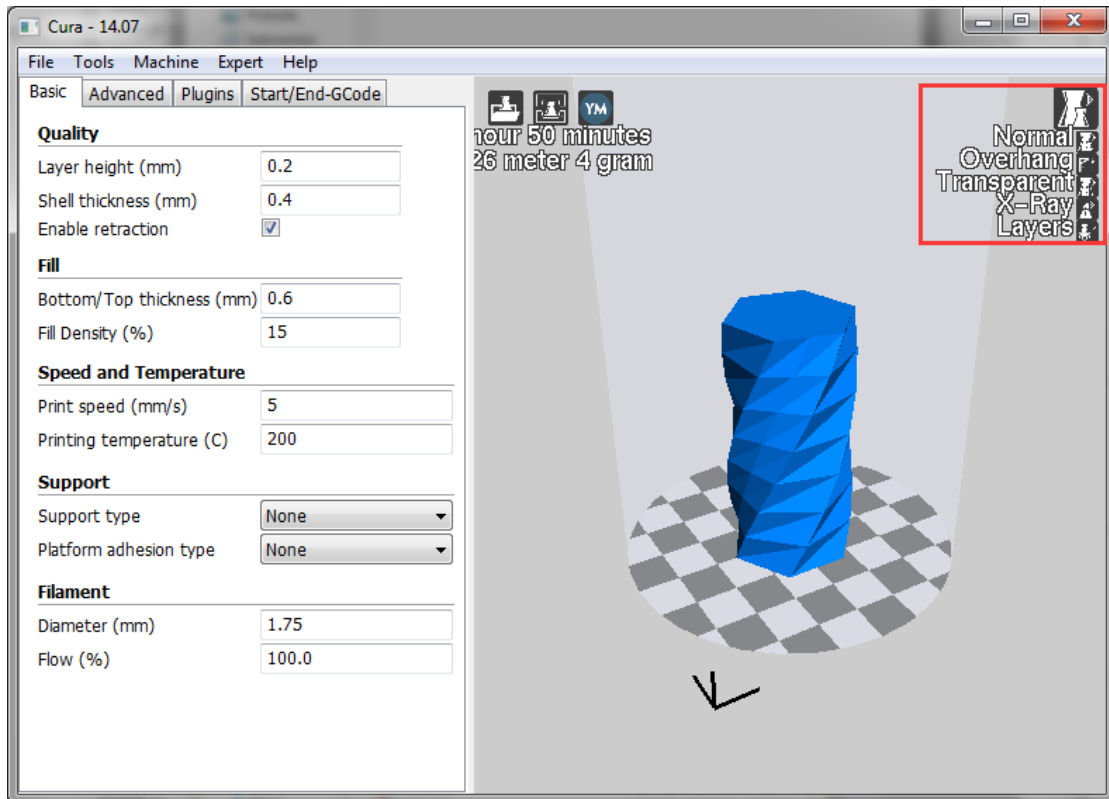 Cura - 14.07
File Tools Machine Expert Help
Basic Advanced Plugins Start/End-GCode
Quality
Layer height (mm) 0.2
Shell thickness (mm) 0.4
Enable retraction
Fill
Bottom/Top thickness (mm) 0.6
Fill Density (%) 15
Speed and Temperature
Print speed (mm/s) 5
Printing temperature (C) 200
Support
Support type None
Platform adhesion type None
Filament
Diameter (mm) 1.75
Flow (%) 100.0
YM
hour 50 minutes
26 meter 4 gram
Normal
Overhang
Transparent
X-Ray
Layers